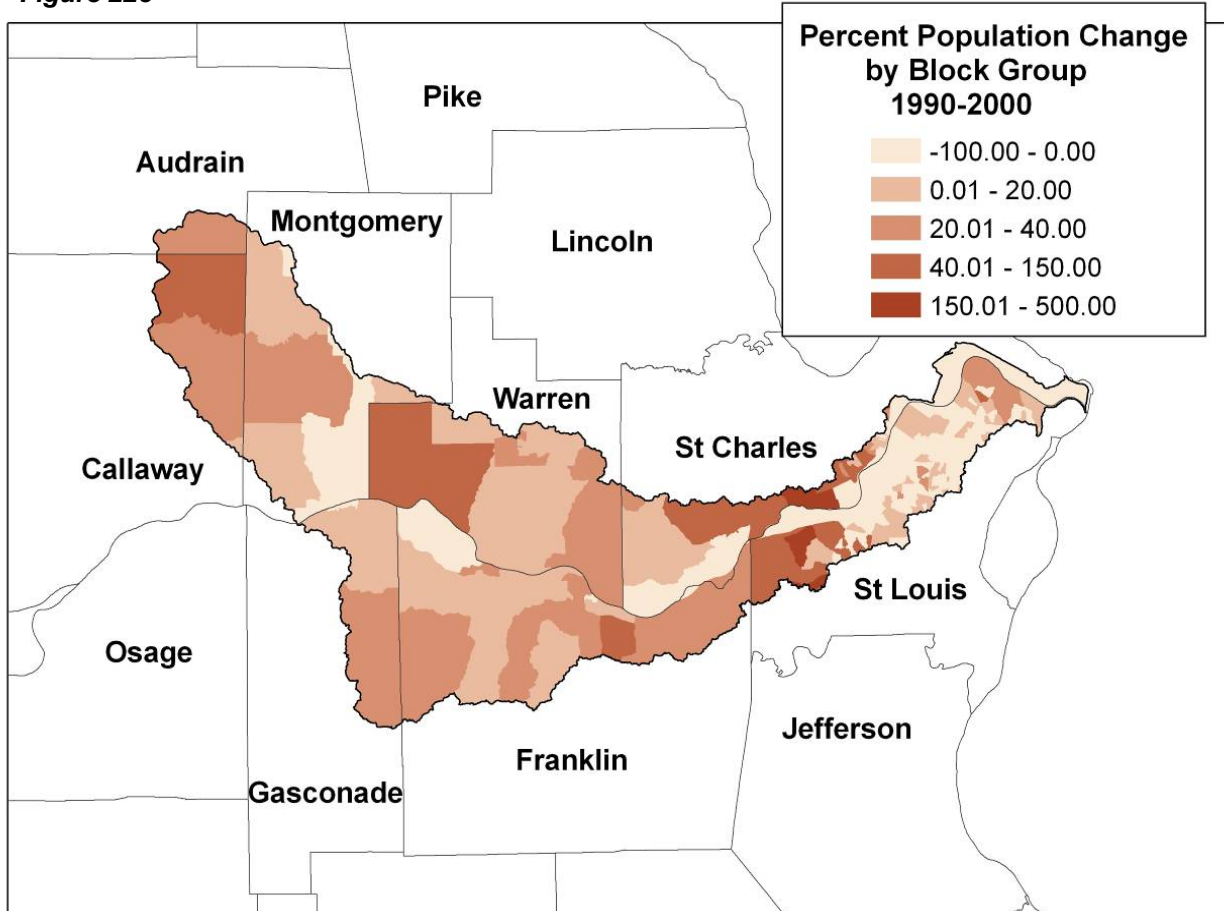 Percent Population Change
by Block Group
1990-2000
-100.00 - 0.00
0.01 - 20.00
20.01 - 40.00
40.01 - 150.00
150.01 - 500.00
Pike
Audrain
Montgomery
Lincoln
Warren
St Charles
Callaway
St Louis
Osage
Jefferson
Franklin
Gasconade